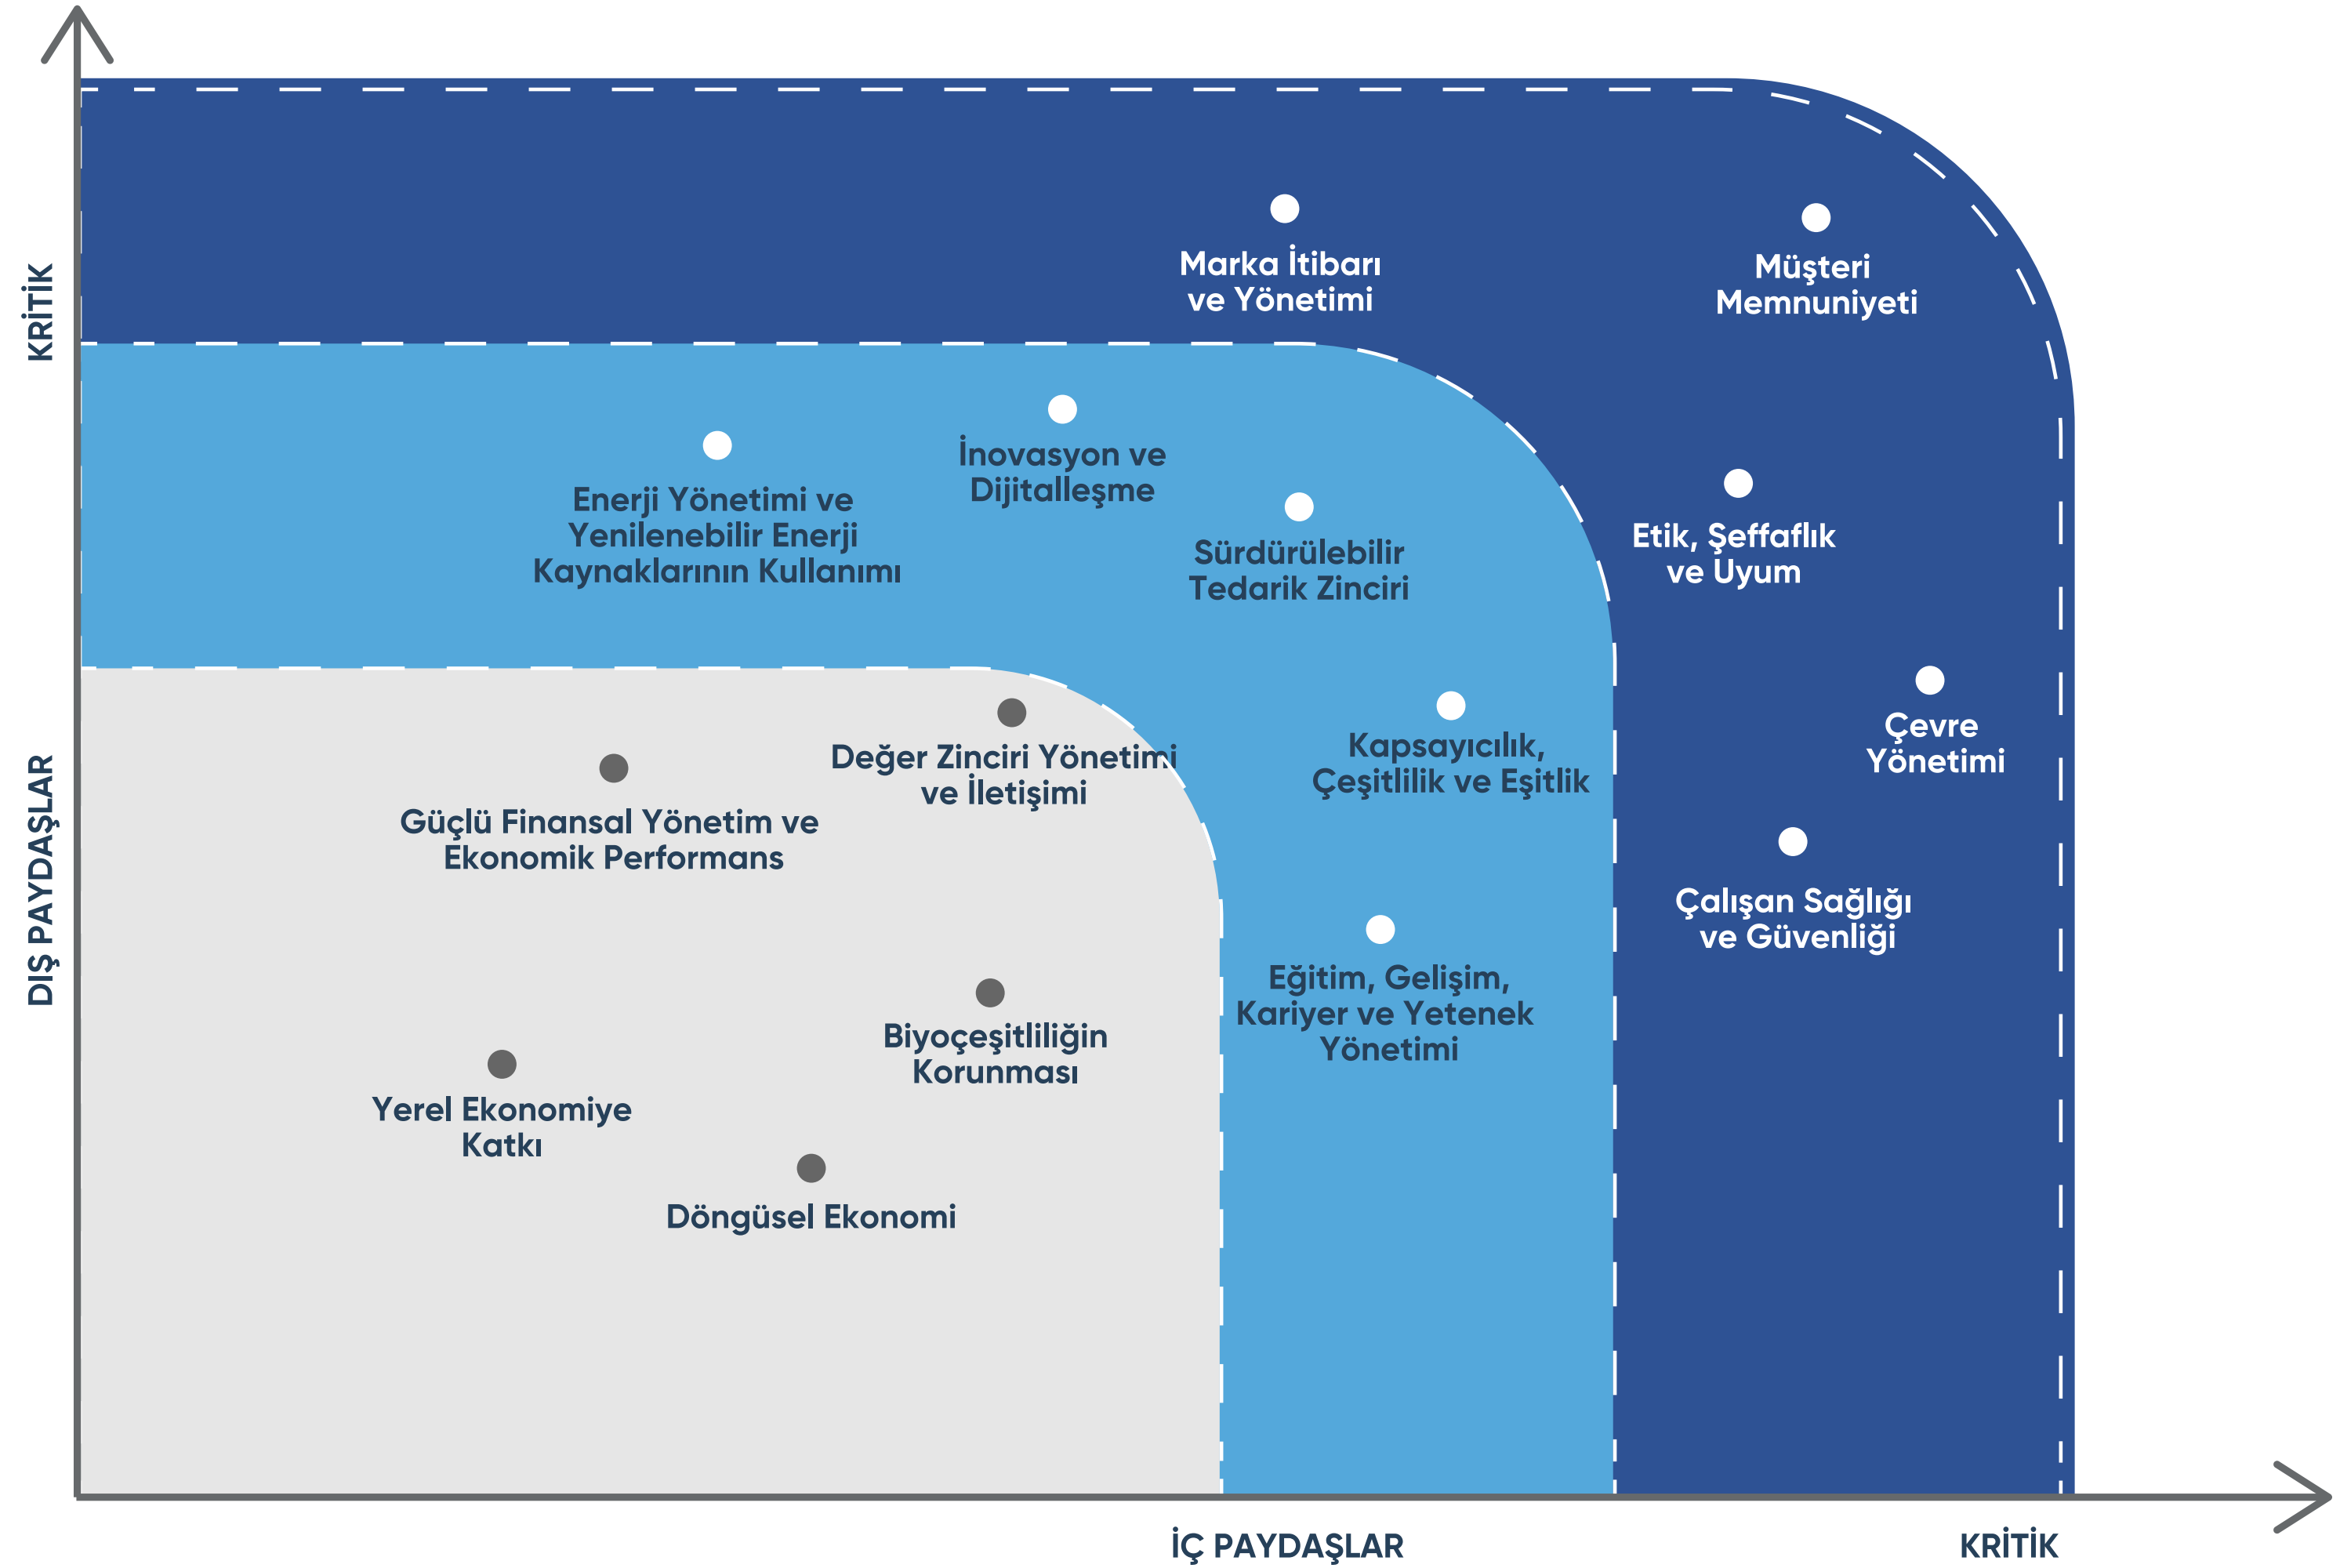 KRİTİK
DIŞ PAYDAŞLAR
Marka İtibarı
ve Yönetimi
Müşteri
Memnuniyeti
İnovasyon ve
Dijitalleşme
Enerji Yönetimi ve
Yenilenebilir Enerji
Kaynaklarının Kullanımı
Sürdürülebilir
Tedarik Zinciri
Etik, Şeffaflık
ve Uyum
Çevre
Yönetimi
Kapsayıcılık,
Çeşitlilik ve Eşitlik
Değer Zinciri Yönetimi
ve İletişimi
Güçlü Finansal Yönetim ve
Ekonomik Performans
Çalışan Sağlığı
ve Güvenliği
Eğitim, Gelişim,
Kariyer ve Yetenek
Yönetimi
Biyoçeşitliliğin
Korunması
Yerel Ekonomiye
Katkı
Döngüsel Ekonomi
İÇ PAYDAŞLAR
KRİTİK